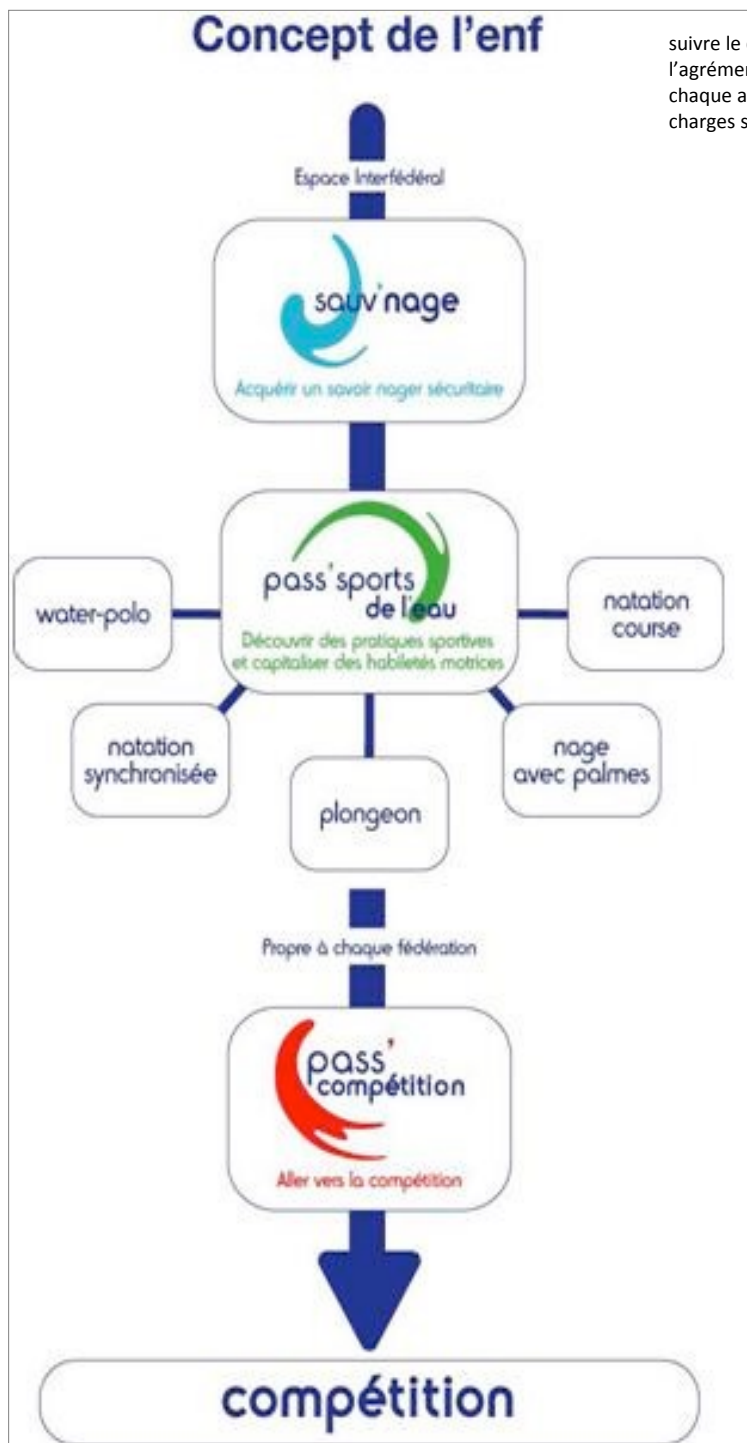 Concept de l'enf
suivre le
l'agrémen
chaque a
charges s
Espace Interfédéral
sauv'nage
Acquérir un savoir nager sécuritaire
pass'sports
de l'eau
Découvrir des pratiques sportives
et capitaliser des habiletés motrices
water-polo
natation
course
natation
synchronisée
nage
avec palmes
plongeon
Propre à chaque fédération
pass'
compétition
Aller vers la compétition
compétition